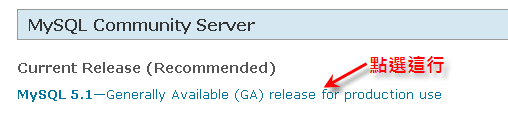 MySQL Community Server
Current Release (Recommended)
點選這行
MySQL 5.1—Generally Available (GA) release for production use